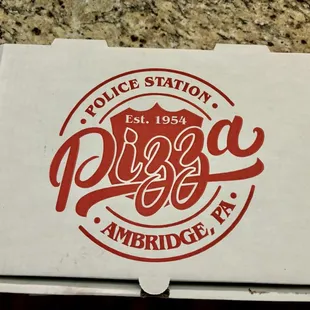 • POLICE STATION •
Est. 1954
Pizza
• AMBRIDGE, PA •